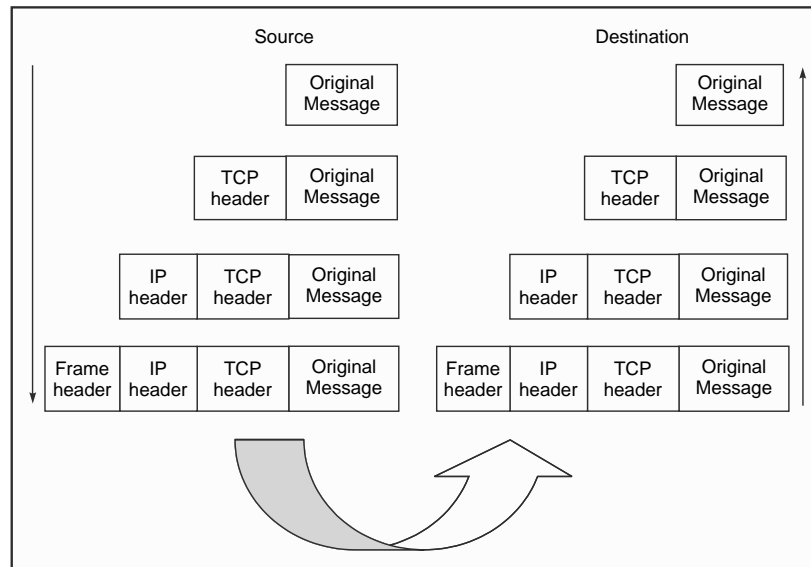 Source Destination
Original
Message
Original
Message
TCP
header
Original
Message
TCP
header
Original
Message
IP
header
TCP
header
Original
Message
IP
header
TCP
header
Original
Message
Frame
header
IP
header
TCP
header
Original
Message
Frame
header
IP
header
TCP
header
Original
Message